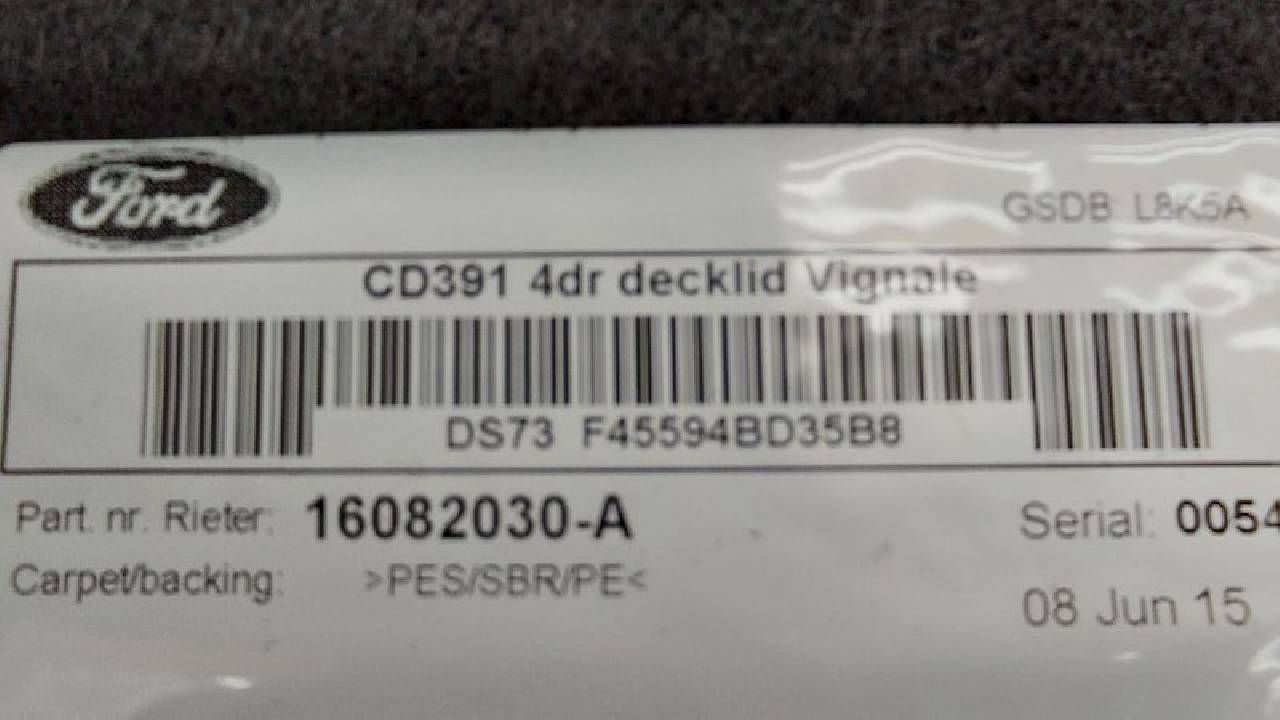 Ford
GSDB: L8K5A
CD391 4dr decklid Vignale
DS73 F45594BD35B8
Part. nr. Rieter: 16082030-A
Serial: 0054
Carpet/backing: >PES/SBR/PE<
08 Jun 15